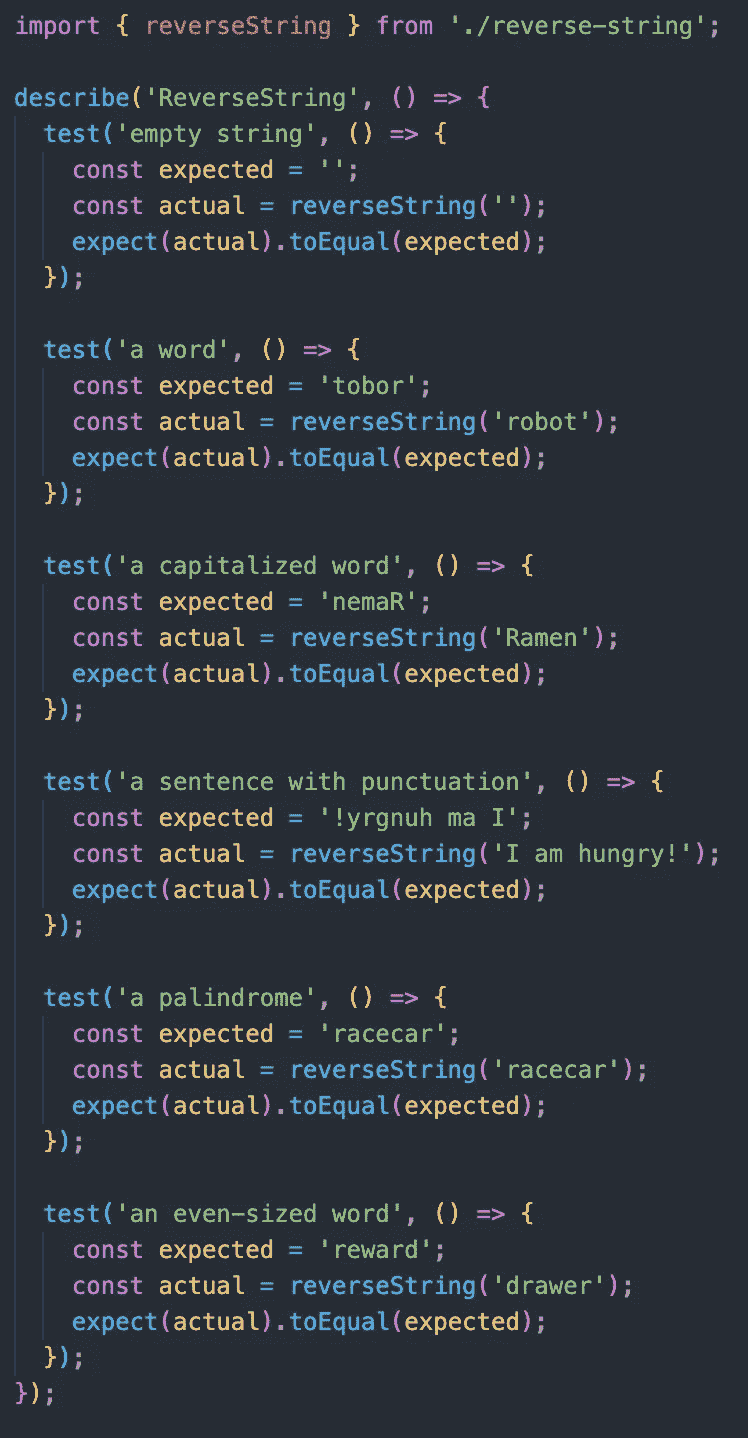 import { reverseString } from './reverse-string';

describe('ReverseString', () => {
  test('empty string', () => {
    const expected = '';
    const actual = reverseString('');
    expect(actual).toEqual(expected);
  });

  test('a word', () => {
    const expected = 'tobor';
    const actual = reverseString('robot');
    expect(actual).toEqual(expected);
  });

  test('a capitalized word', () => {
    const expected = 'nemaR';
    const actual = reverseString('Ramen');
    expect(actual).toEqual(expected);
  });

  test('a sentence with punctuation', () => {
    const expected = '!yrgnuh ma I';
    const actual = reverseString('I am hungry!');
    expect(actual).toEqual(expected);
  });

  test('a palindrome', () => {
    const expected = 'racecar';
    const actual = reverseString('racecar');
    expect(actual).toEqual(expected);
  });

  test('an even-sized word', () => {
    const expected = 'reward';
    const actual = reverseString('drawer');
    expect(actual).toEqual(expected);
  });
});